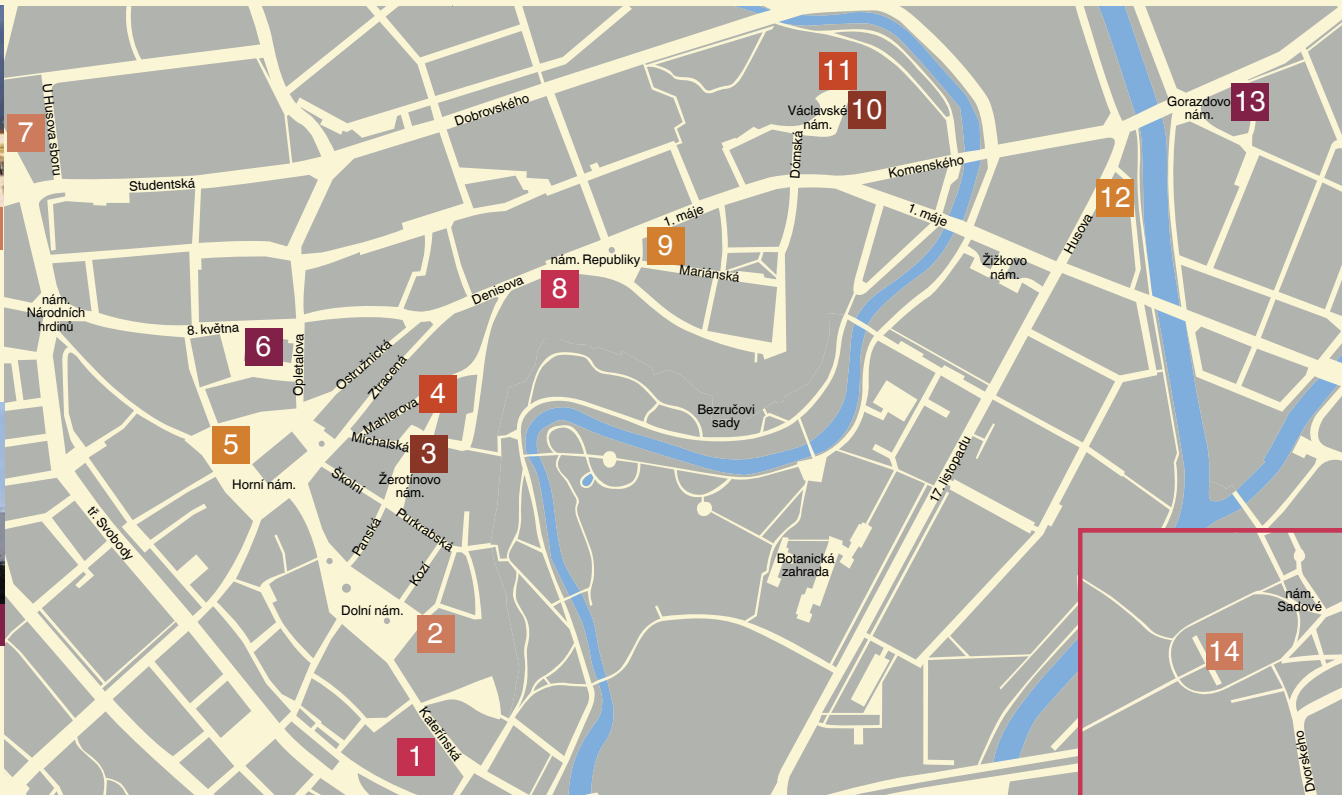 11
Václavské
nám.
10
Gorazdovo
nám.
13
Dobrovského
7
U Husova sboru
Studentská
Dómská
Komenského
12
Husova
1. máje
1. máje
9
nám. Republiky
Mariánská
Žižkovo
nám.
8
Denisova
nám.
Národních
hrdinů
8. května
6
Opletalova
Ostružnická
Ztracená
4
Mahlerova
Michalská
3
Žerotínovo
nám.
5
Horní nám.
Školní
Bezručovi
sady
17. listopadu
tř. Svobody
Panská
Purkrabská
Kozí
Botanická
zahrada
Dolní nám.
2
nám.
Sadové
14
Kateřinská
1
Dvorského